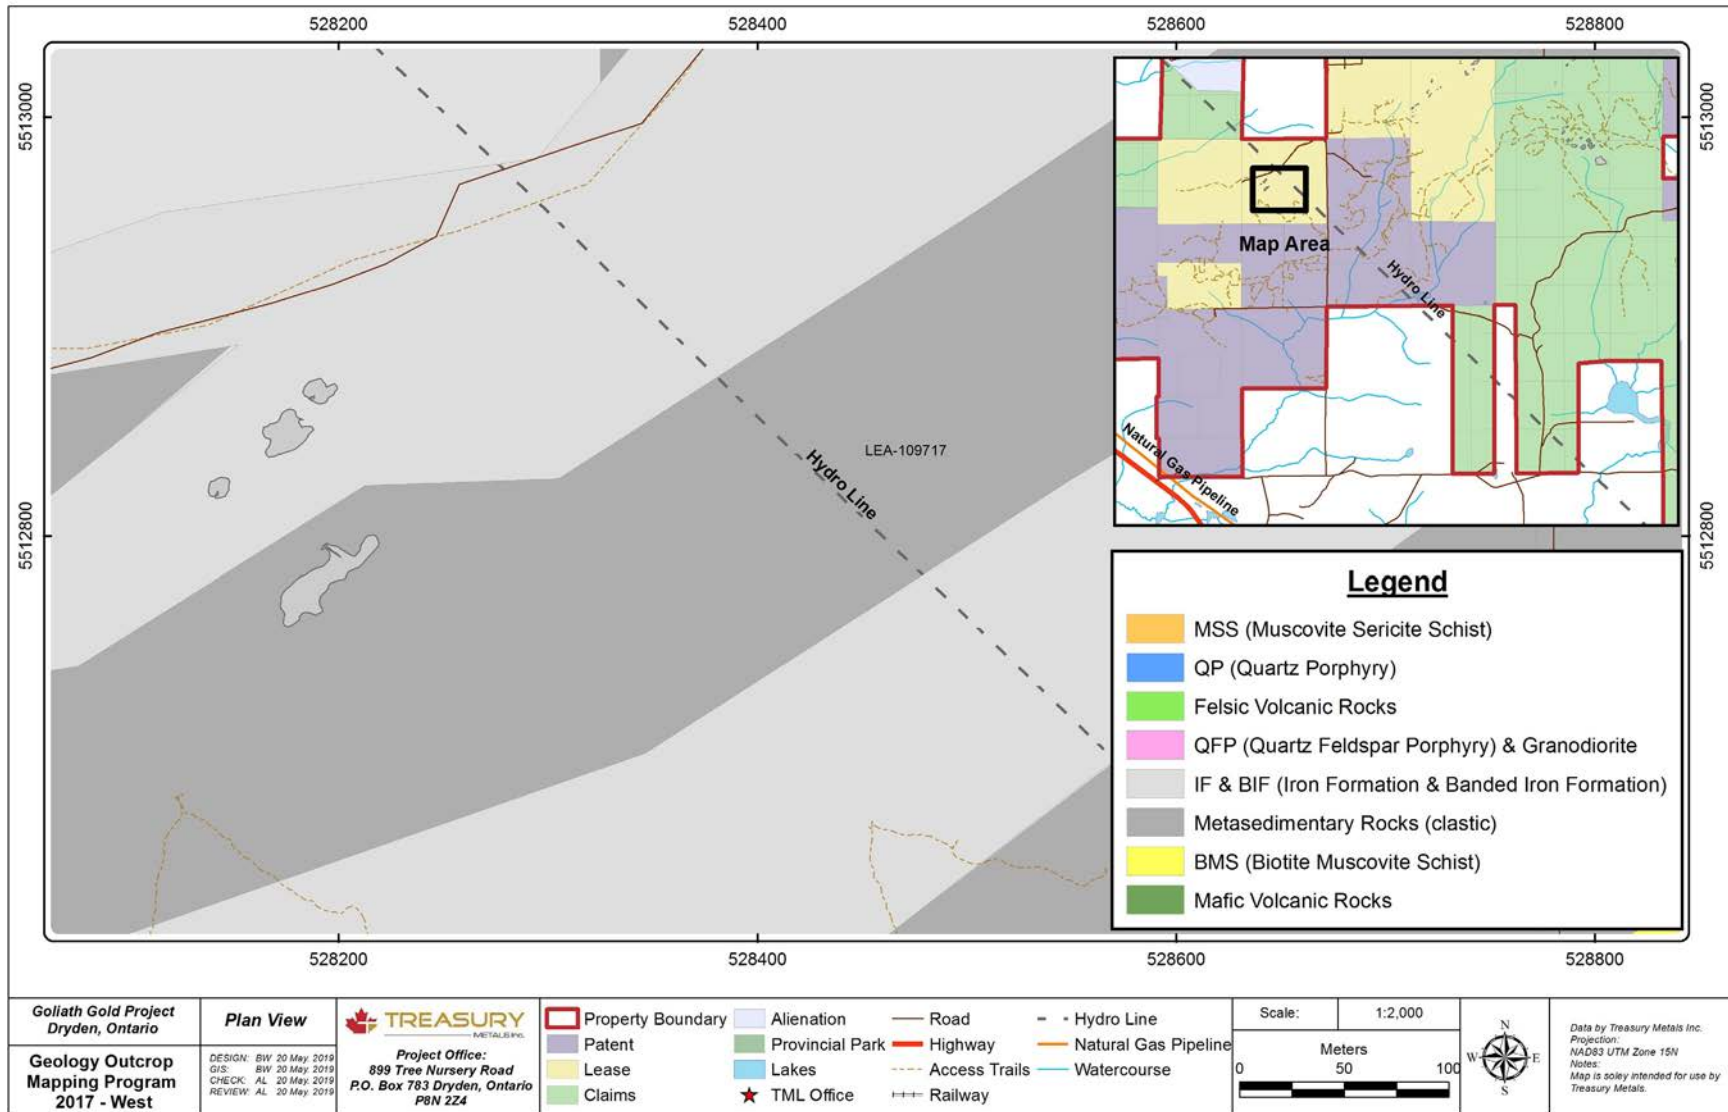 528200
528400
528600
528800
5513000
5513000
5512800
5512800
Hydro Line
LEA-109717
Map Area
Hydro Line
Natural Gas Pipeline
Legend
MSS (Muscovite Sericite Schist)
QP (Quartz Porphyry)
Felsic Volcanic Rocks
QFP (Quartz Feldspar Porphyry) & Granodiorite
IF & BIF (Iron Formation & Banded Iron Formation)
Metasedimentary Rocks (clastic)
BMS (Biotite Muscovite Schist)
Mafic Volcanic Rocks
528200
528400
528600
528800
Goliath Gold Project
Dryden, Ontario
Geology Outcrop
Mapping Program
2017 - West
Plan View
DESIGN: BW 20 May, 2019
GIS: BW 20 May, 2019
CHECK: AL 20 May, 2019
REVIEW: AL 20 May, 2019
TREASURY
METALS Inc.
Project Office:
899 Tree Nursery Road
P.O. Box 783 Dryden, Ontario
P8N 2Z4
Property Boundary
Patent
Lease
Claims
Alienation
Provincial Park
Lakes
TML Office
Road
Highway
Access Trails
Railway
Hydro Line
Natural Gas Pipeline
Watercourse
Scale: 1:2,000
Meters
0 50 100
N
W E
S
Data by Treasury Metals Inc.
Projection:
NAD83 UTM Zone 15N
Notes:
Map is soley intended for use by
Treasury Metals.